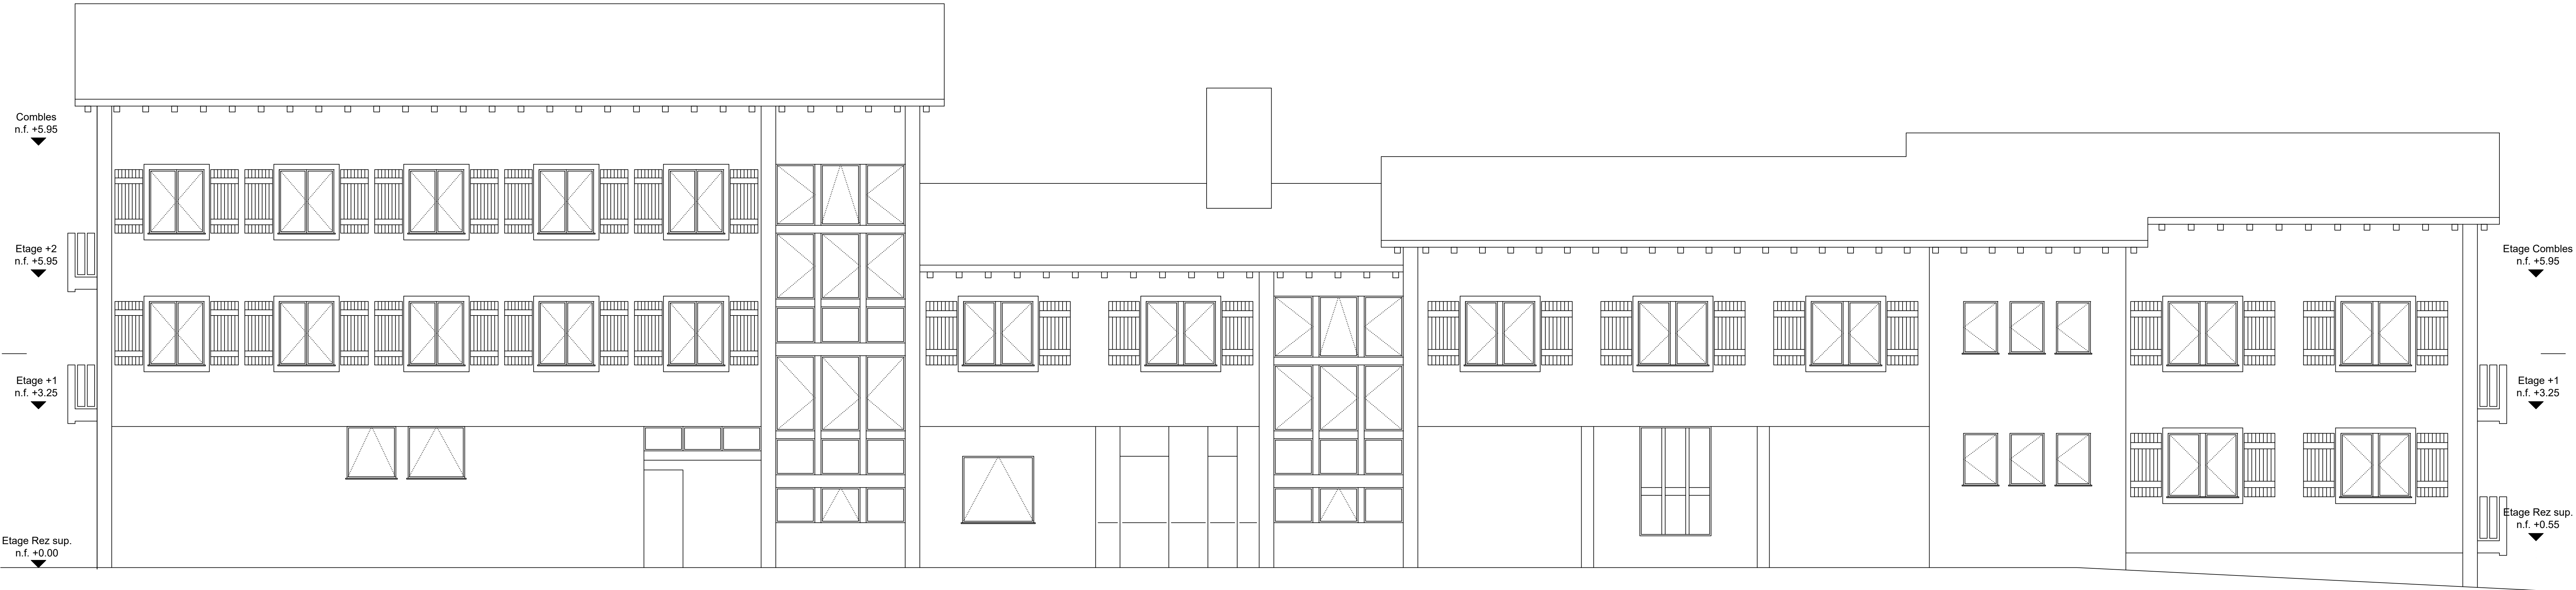 Combles
n.f. +5.95
Etage +2
n.f. +5.95
Etage +1
n.f. +3.25
Etage Rez sup.
n.f. +0.00
Etage Combles
n.f. +5.95
Etage +1
n.f. +3.25
Etage Rez sup.
n.f. +0.55